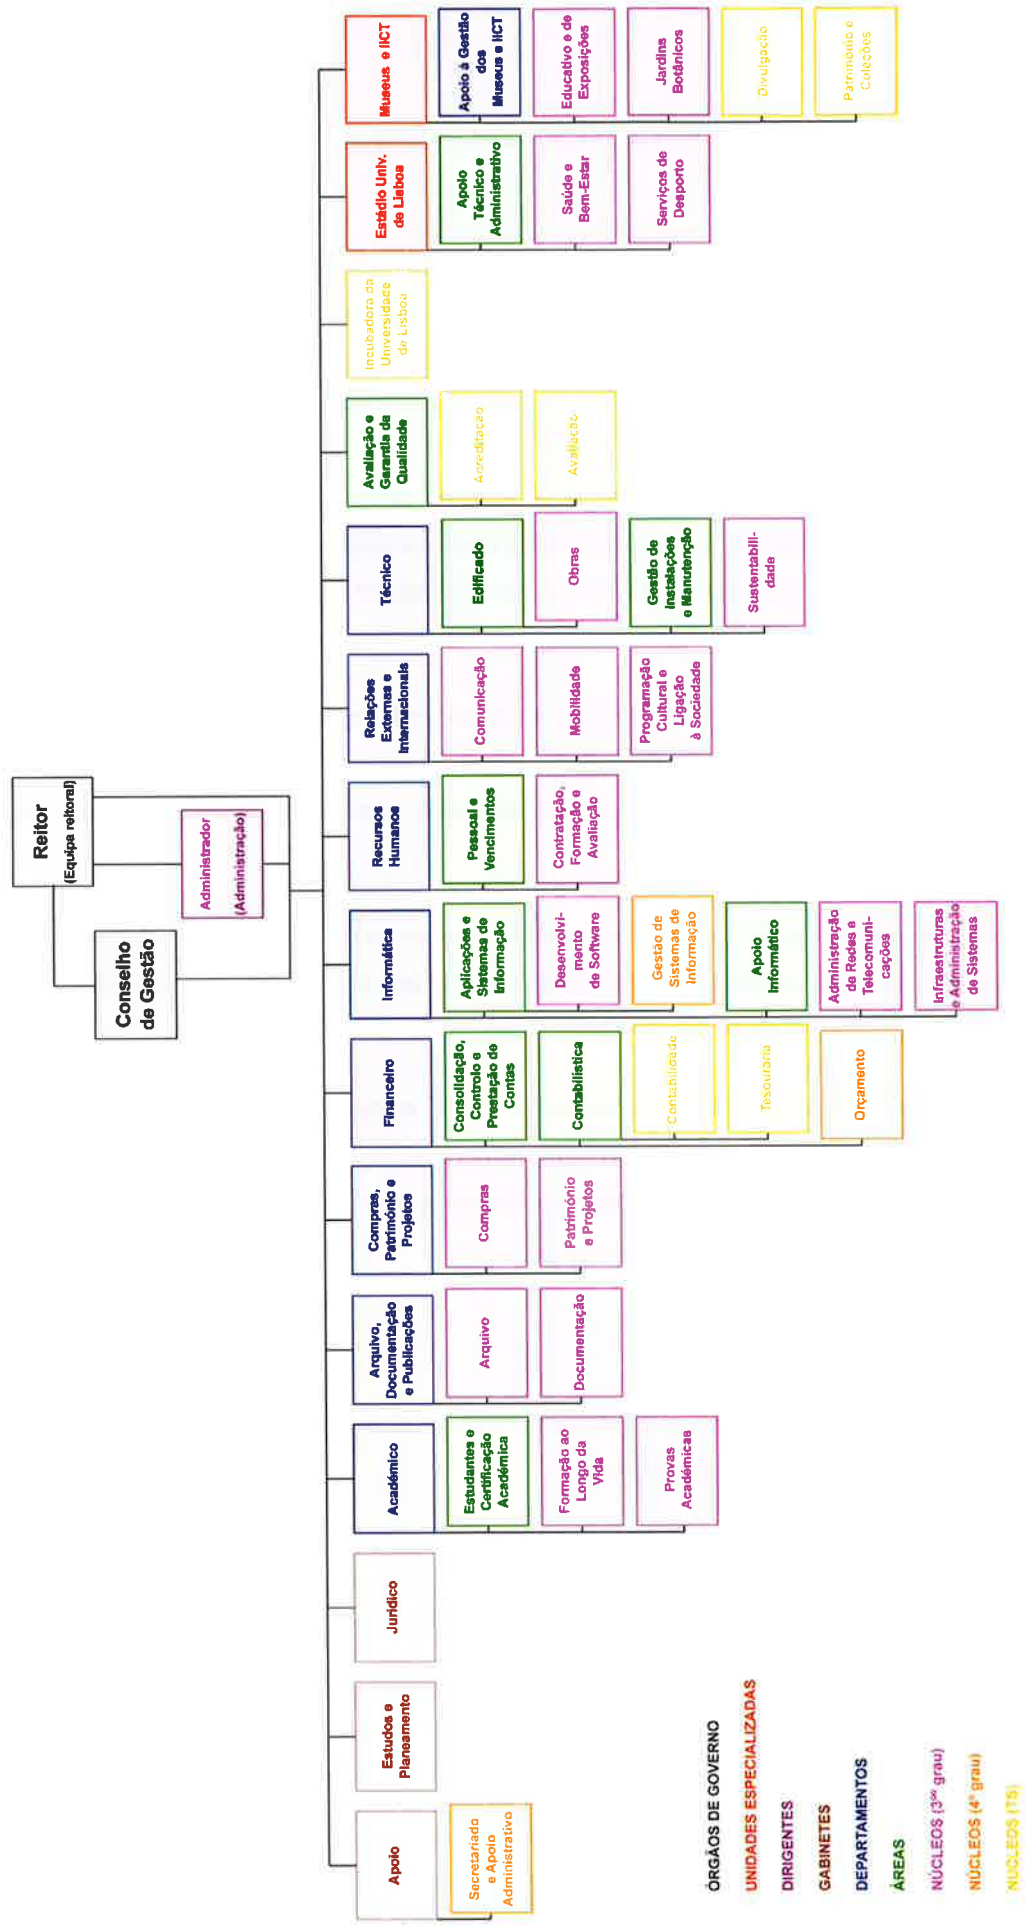 Reitor
(Equipa reitoral)
Conselho
de Gestão
Administrador
(Administração)
Apoio
Secretariado
e Apoio
Administrativo
Estudos e
Planeamento
Jurídico
Académico
Estudantes e
Certificação
Académica
Formação ao
Longo da
Vida
Provas
Académicas
Arquivo,
Documentação
e Publicações
Arquivo
Documentação
Compras,
Património e
Projetos
Compras
Património
e Projetos
Financeiro
Consolidação,
Controlo e
Prestação de
Contas
Contabilística
Contabilidade
Tesouraria
Orçamento
Informática
Aplicações e
Sistemas de
Informação
Desenvolvi-
mento
de Software
Gestão de
Sistemas de
Informação
Apoio
Informático
Administração
de Redes e
Telecomuni-
cações
Infraestruturas
e Administração
de Sistemas
Recursos
Humanos
Pessoal e
Vencimentos
Contratação,
Formação e
Avaliação
Relações
Externas e
Internacionais
Comunicação
Mobilidade
Programação
Cultural e
Ligação
à Sociedade
Técnico
Edificado
Obras
Gestão de
Instalações
e Manutenção
Sustentabili-
dade
Avaliação e
Garantia da
Qualidade
Acreditação
Avaliação
Incubadora da
Universidade
de Lisboa
Estádio Univ.
de Lisboa
Apoio
Técnico e
Administrativo
Saúde e
Bem-Estar
Serviços de
Desporto
Museus e IICT
Apoio à Gestão
dos
Museus e IICT
Educativo e de
Exposições
Jardins
Botânicos
Divulgação
Património e
Coleções
ÓRGÃOS DE GOVERNO
UNIDADES ESPECIALIZADAS
DIRIGENTES
GABINETES
DEPARTAMENTOS
ÁREAS
NÚCLEOS (3º grau)
NÚCLEOS (4º grau)
NÚCLEOS (TS)